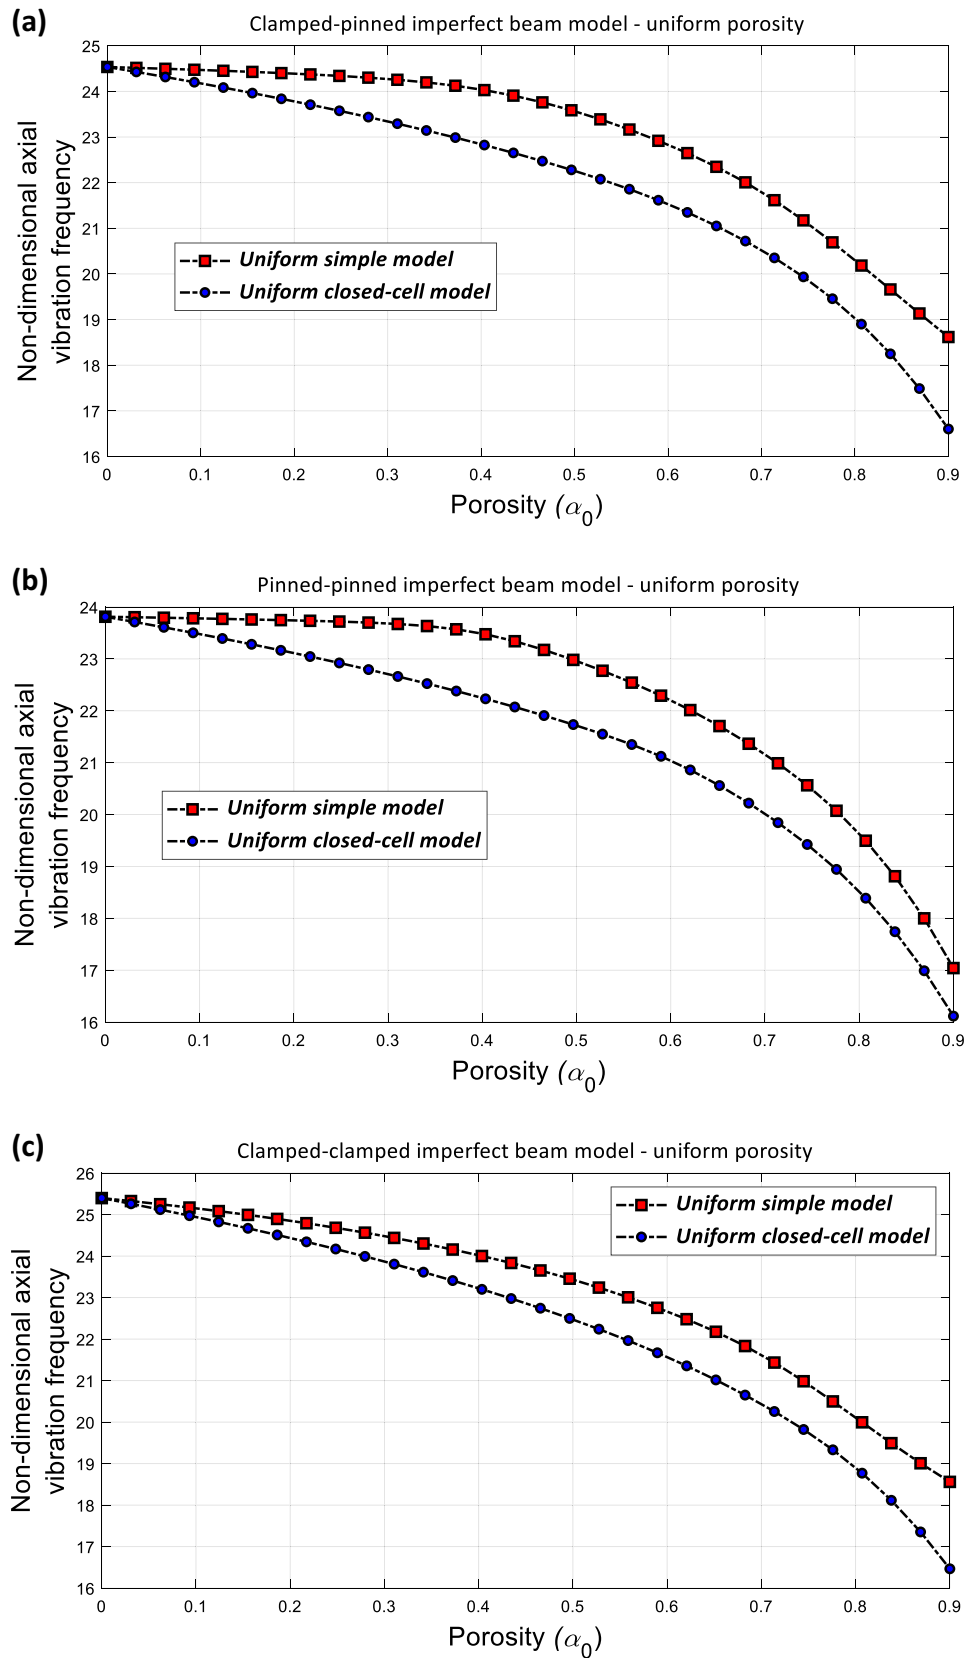 (a)
Clamped-pinned imperfect beam model - uniform porosity
25
24
23
22
21
20
19
18
17
16
Non-dimensional axial
vibration frequency
Uniform simple model
Uniform closed-cell model
0 0.1 0.2 0.3 0.4 0.5 0.6 0.7 0.8 0.9
Porosity (α0)
(b)
Pinned-pinned imperfect beam model - uniform porosity
24
23
22
21
20
19
18
17
16
Non-dimensional axial
vibration frequency
Uniform simple model
Uniform closed-cell model
0 0.1 0.2 0.3 0.4 0.5 0.6 0.7 0.8 0.9
Porosity (α0)
(c)
Clamped-clamped imperfect beam model - uniform porosity
26
25
24
23
22
21
20
19
18
17
16
Non-dimensional axial
vibration frequency
Uniform simple model
Uniform closed-cell model
0 0.1 0.2 0.3 0.4 0.5 0.6 0.7 0.8 0.9
Porosity (α0)